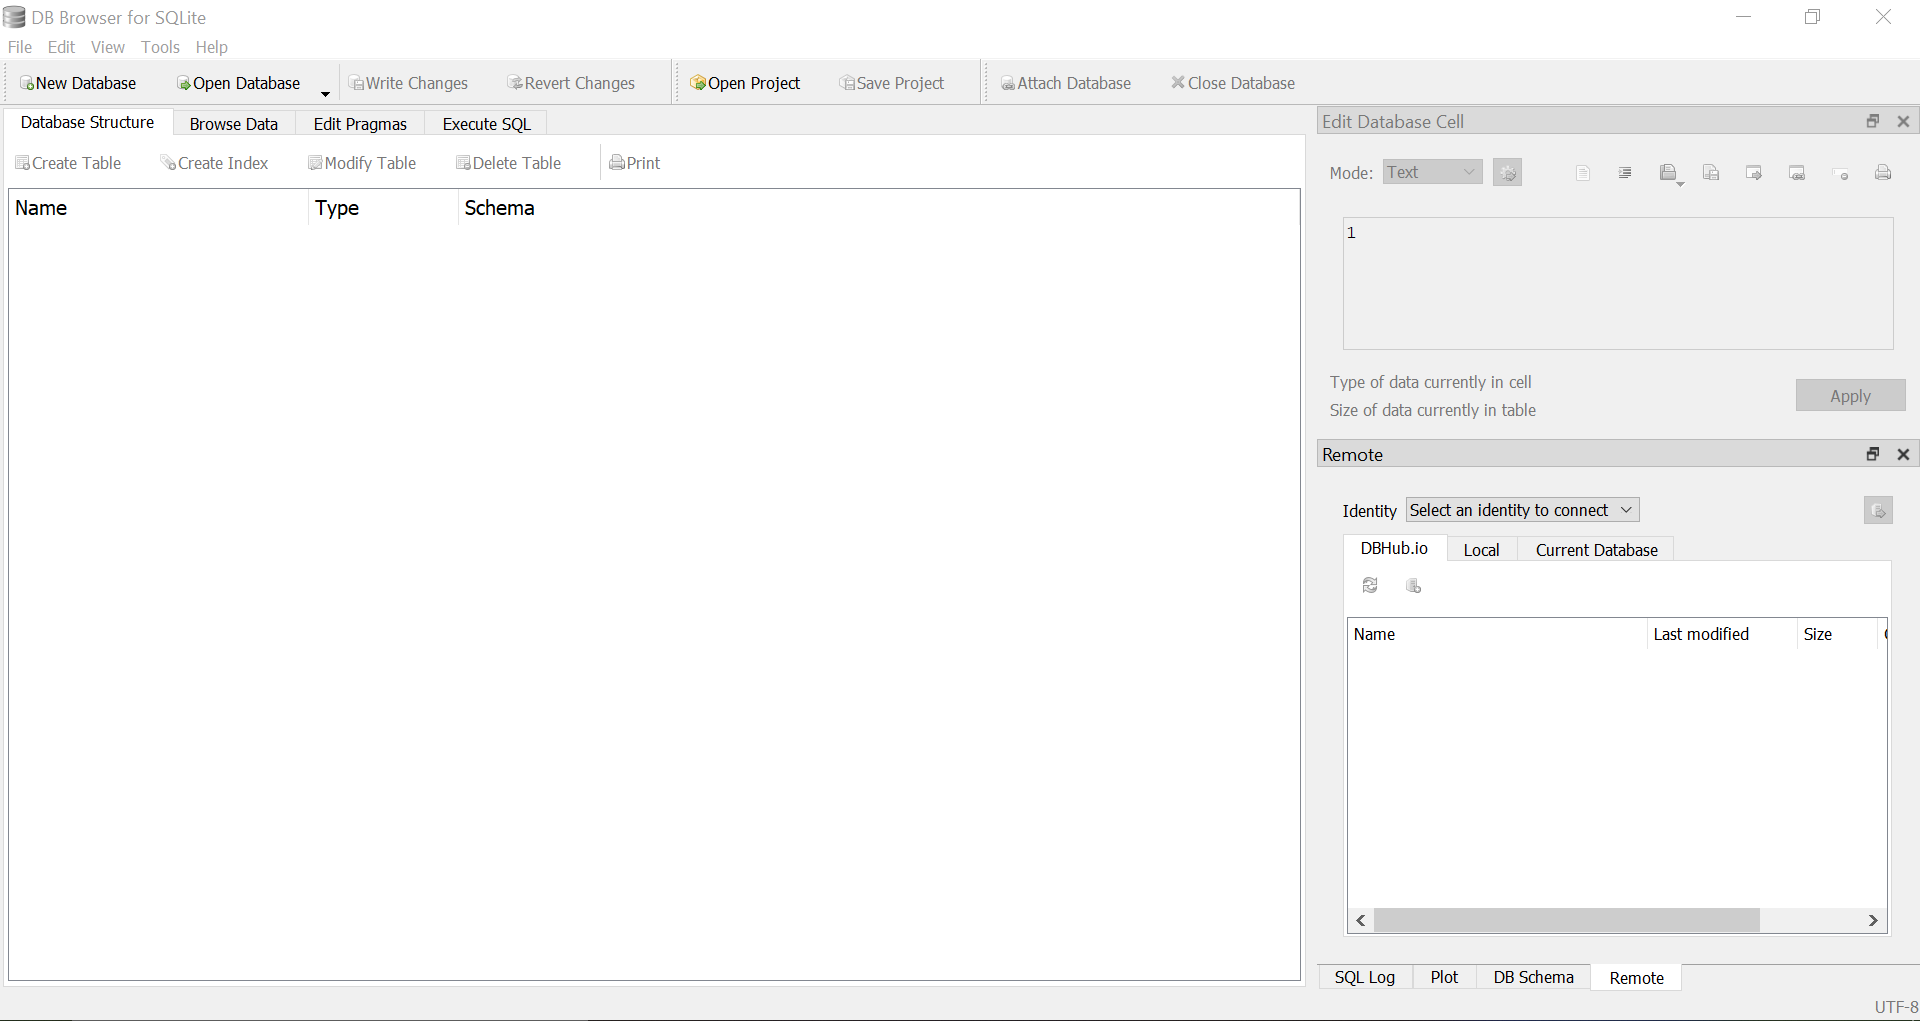 DB Browser for SQLite
File Edit View Tools Help
New Database Open Database Write Changes Revert Changes Open Project Save Project Attach Database Close Database
Database Structure Browse Data Edit Pragmas Execute SQL
Create Table Create Index Modify Table Delete Table Print
Name Type Schema
Edit Database Cell
Mode: Text
1
Type of data currently in cell
Size of data currently in table
Apply
Remote
Identity Select an identity to connect
DBHub.io Local Current Database
Name Last modified Size
SQL Log Plot DB Schema Remote
UTF-8